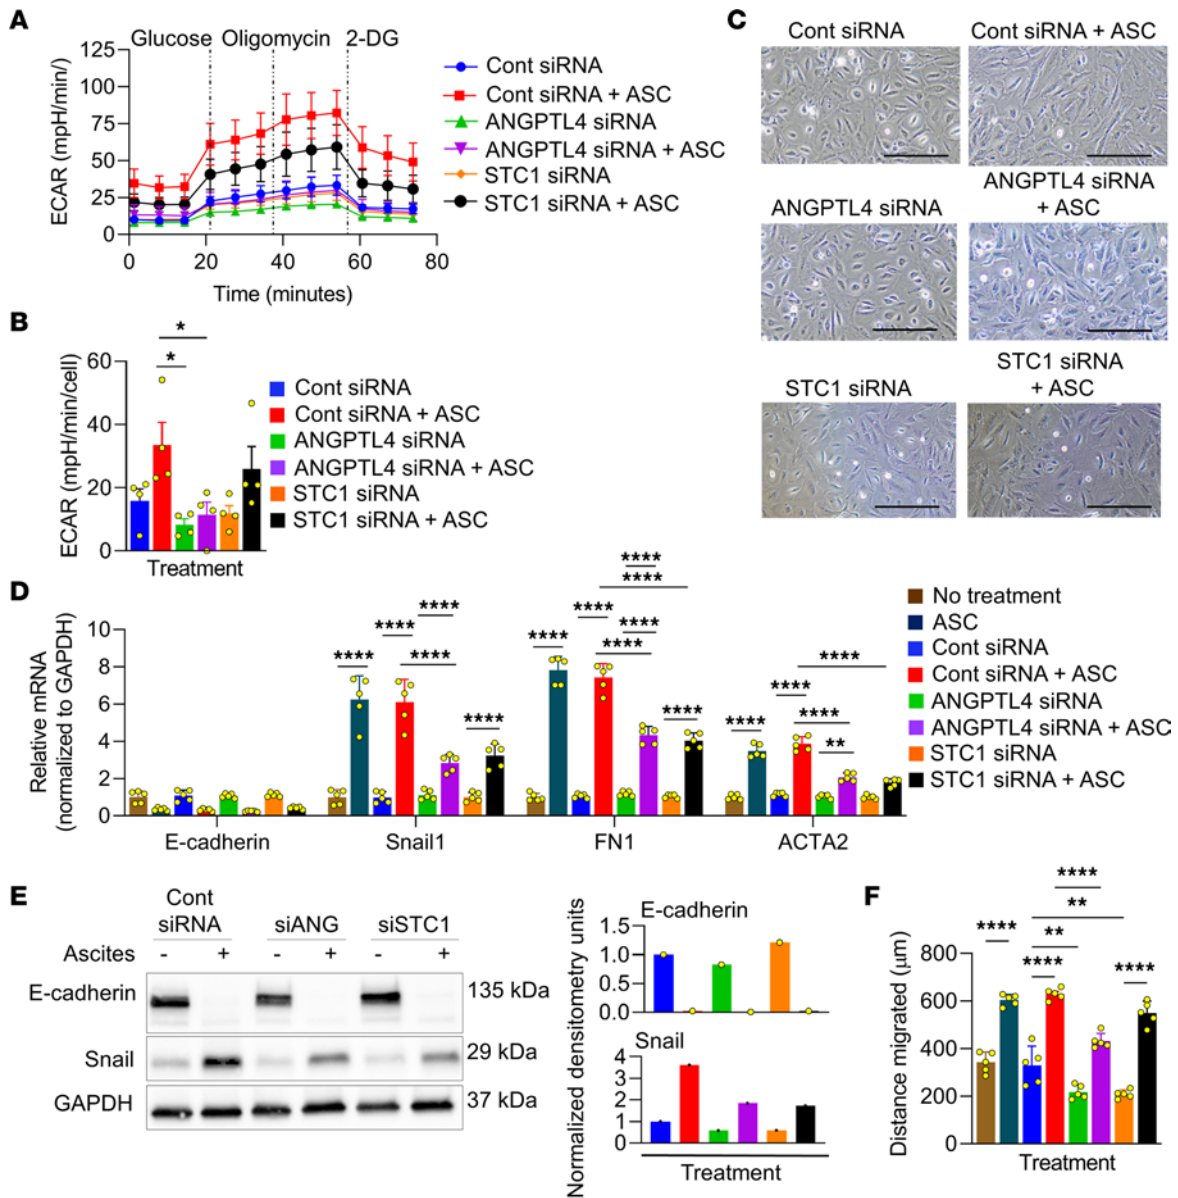 A
Glucose Oligomycin 2-DG
125
100
75
50
25
0
ECAR (mpH/min/)
0 20 40 60 80
Time (minutes)
Cont siRNA
Cont siRNA + ASC
ANGPTL4 siRNA
ANGPTL4 siRNA + ASC
STC1 siRNA
STC1 siRNA + ASC
B
*
*
60
40
20
0
ECAR (mpH/min/cell)
Treatment
Cont siRNA
Cont siRNA + ASC
ANGPTL4 siRNA
ANGPTL4 siRNA + ASC
STC1 siRNA
STC1 siRNA + ASC
C
Cont siRNA
Cont siRNA + ASC
ANGPTL4 siRNA
ANGPTL4 siRNA
+ ASC
STC1 siRNA
STC1 siRNA
+ ASC
D
Relative mRNA
(normalized to GAPDH)
10
8
6
4
2
0
**** **** **** **** ****
**** **** **** **** **** **** ****
**** **** **** ** ****
E-cadherin Snail1 FN1 ACTA2
No treatment
ASC
Cont siRNA
Cont siRNA + ASC
ANGPTL4 siRNA
ANGPTL4 siRNA + ASC
STC1 siRNA
STC1 siRNA + ASC
E
Cont
siRNA siANG siSTC1
Ascites - + - + - +
E-cadherin 135 kDa
Snail 29 kDa
GAPDH 37 kDa
Normalized densitometry units
E-cadherin
1.5
1.0
0.5
0.0
Snail
4
3
2
1
0
Treatment
F
Distance migrated (µm)
800
600
400
200
0
****
**
**** **
**** ****
Treatment